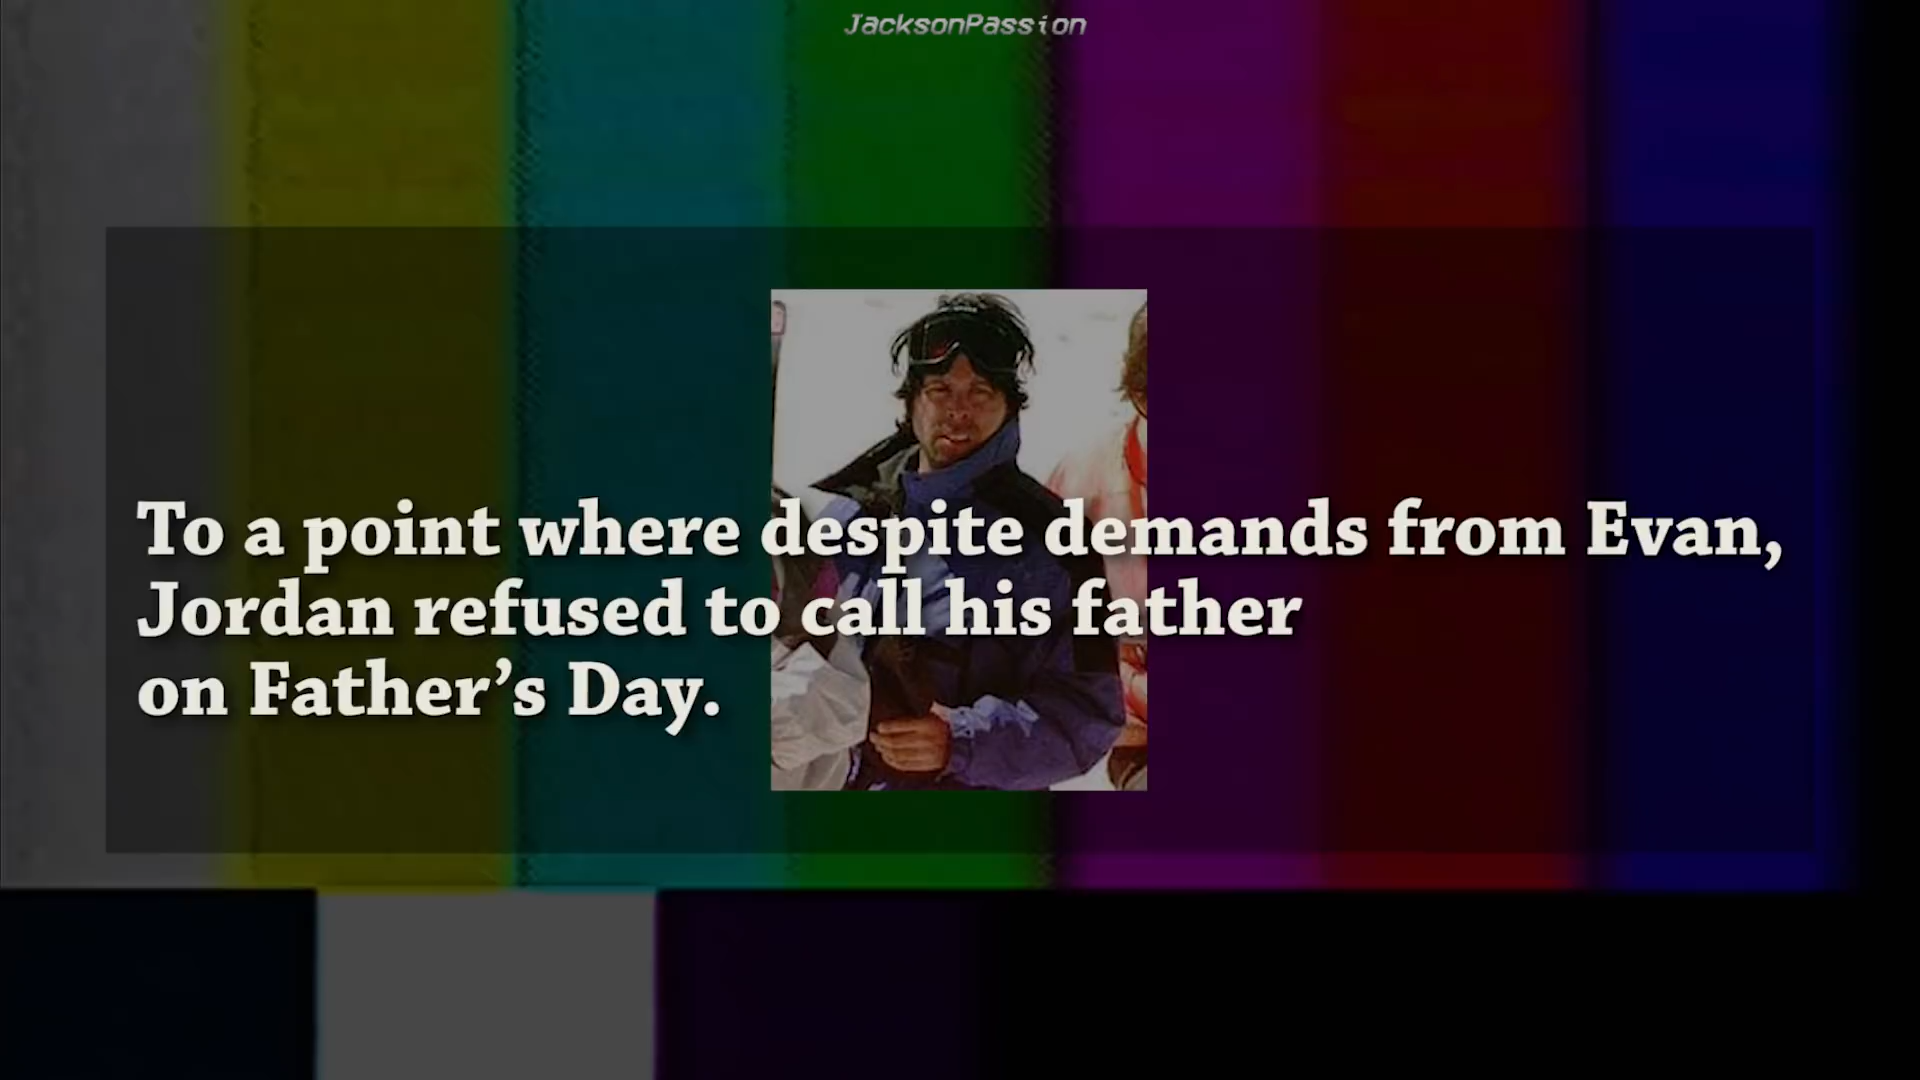 JacksonPassion
To a point where despite demands from Evan,
Jordan refused to call his father
on Father’s Day.